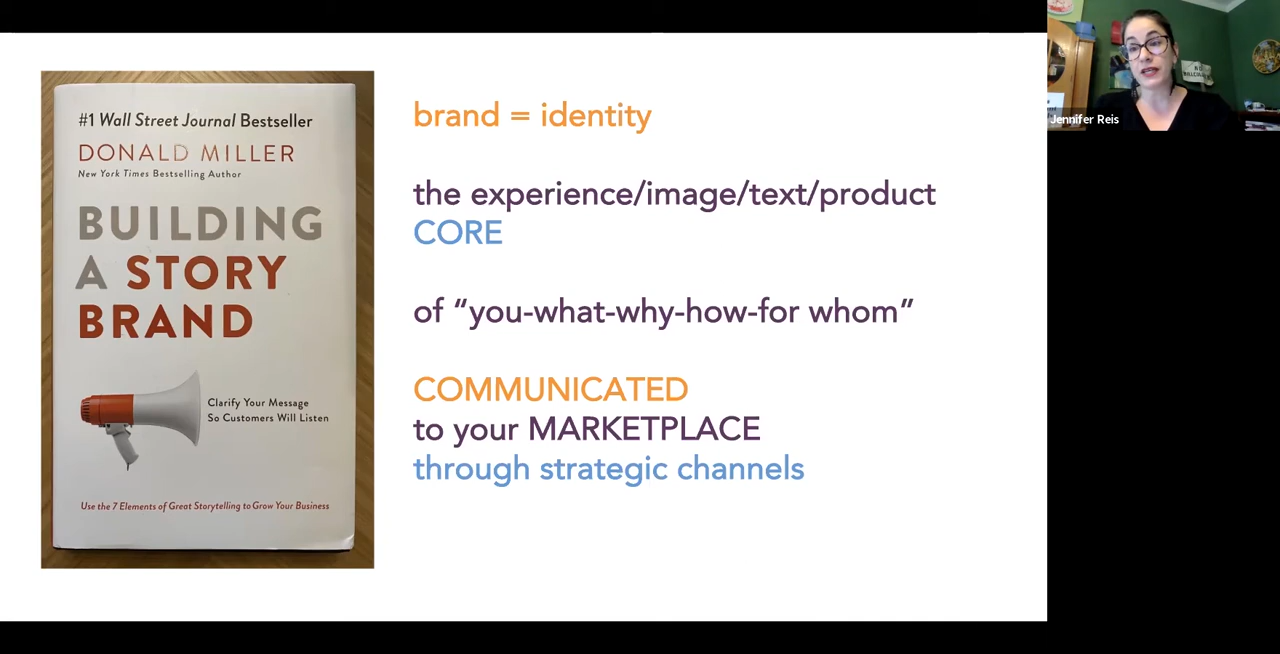 #1 Wall Street Journal Bestseller
DONALD MILLER
New York Times Bestselling Author
BUILDING
A STORY
BRAND
Clarify Your Message
So Customers Will Listen
Use the 7 Elements of Great Storytelling to Grow Your Business
brand = identity
the experience/image/text/product
CORE
of “you-what-why-how-for whom”
COMMUNICATED
to your MARKETPLACE
through strategic channels
Jennifer Reis